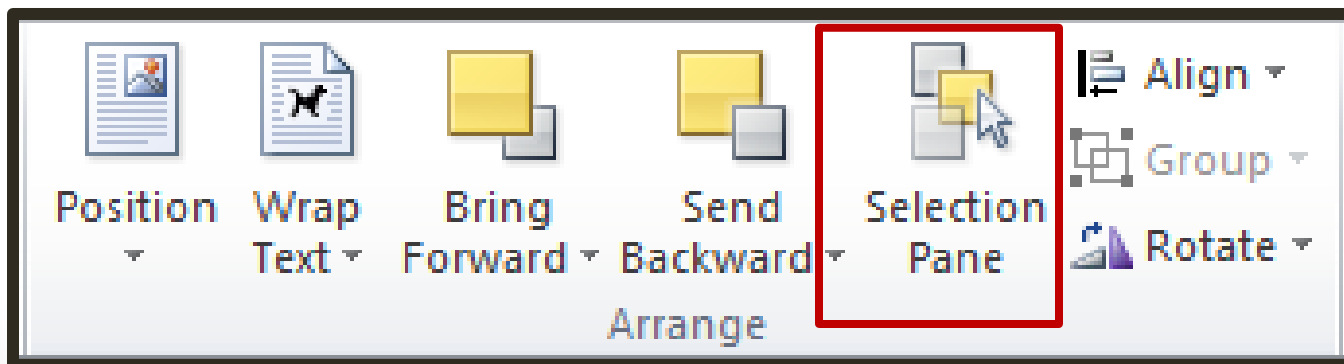 Position
Wrap
Text
Bring
Forward
Send
Backward
Selection
Pane
Align
Group
Rotate
Arrange